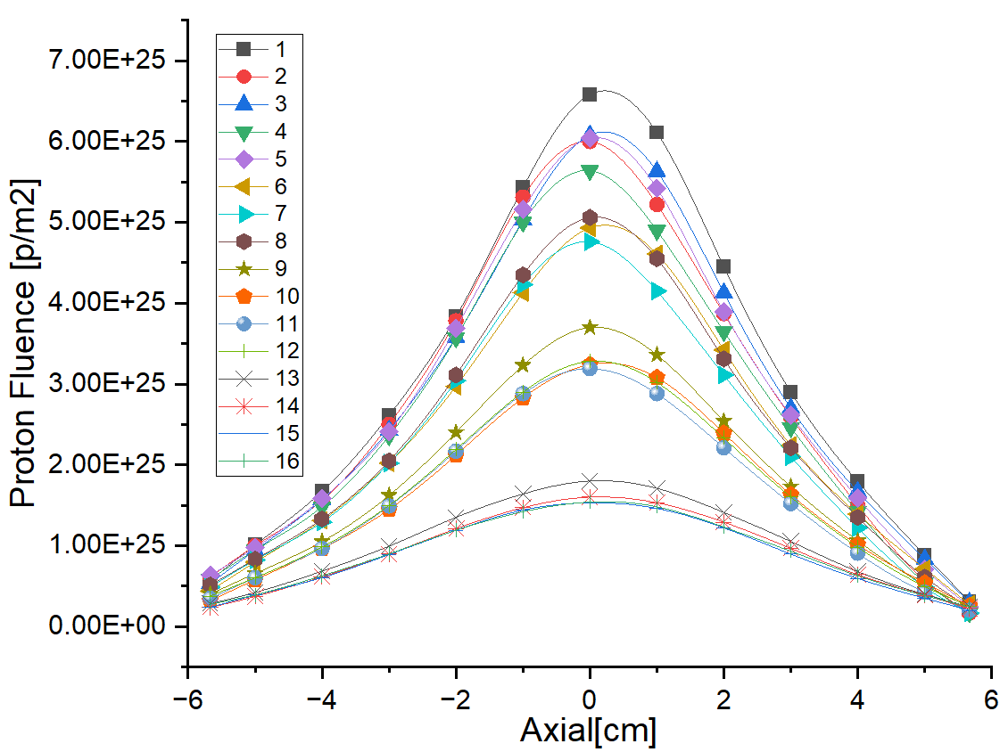 7.00E+25
6.00E+25
5.00E+25
4.00E+25
3.00E+25
2.00E+25
1.00E+25
0.00E+00
Proton Fluence [p/m2]
1
2
3
4
5
6
7
8
9
10
11
12
13
14
15
16
−6 −4 −2 0 2 4 6
Axial[cm]